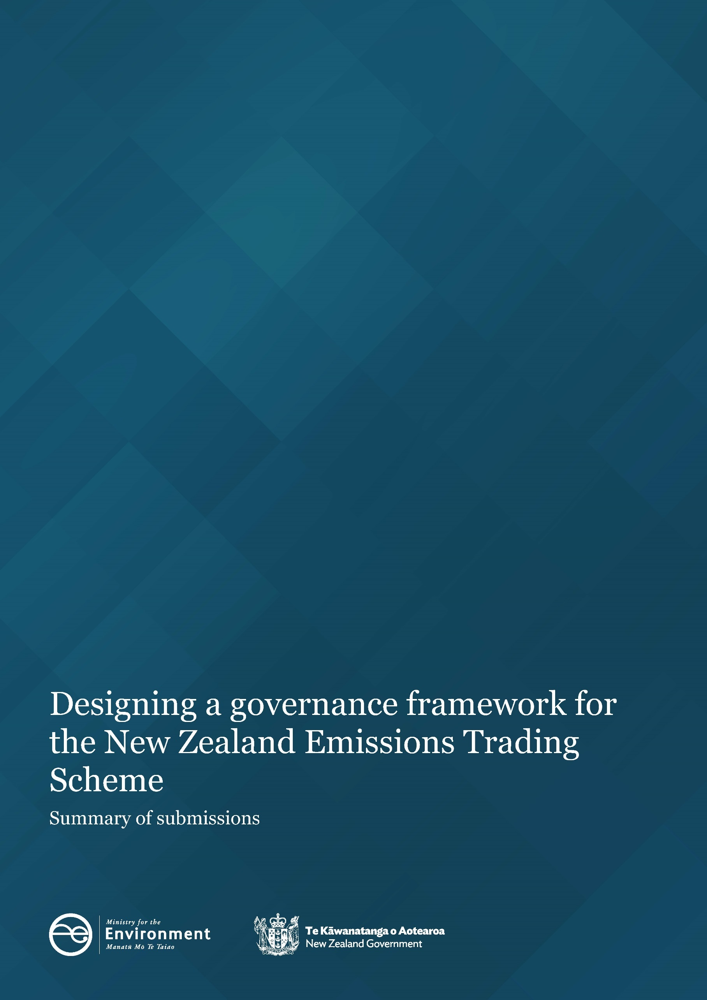 Designing a governance framework for
the New Zealand Emissions Trading
Scheme
Summary of submissions
Ministry for the
Environment
Manatū Mō Te Taiao
Te Kāwanatanga o Aotearoa
New Zealand Government